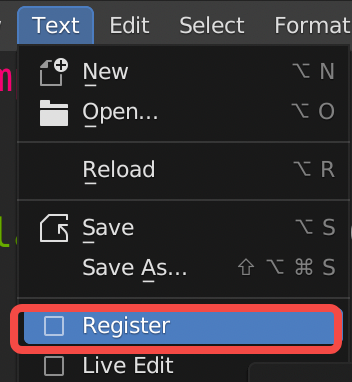 Text Edit Select Format
New ⌥ N
Open... ⌥ O
Reload ⌥ R
Save ⌥ S
Save As... ⇧ ⌥ ⌘ S
Register
Live Edit